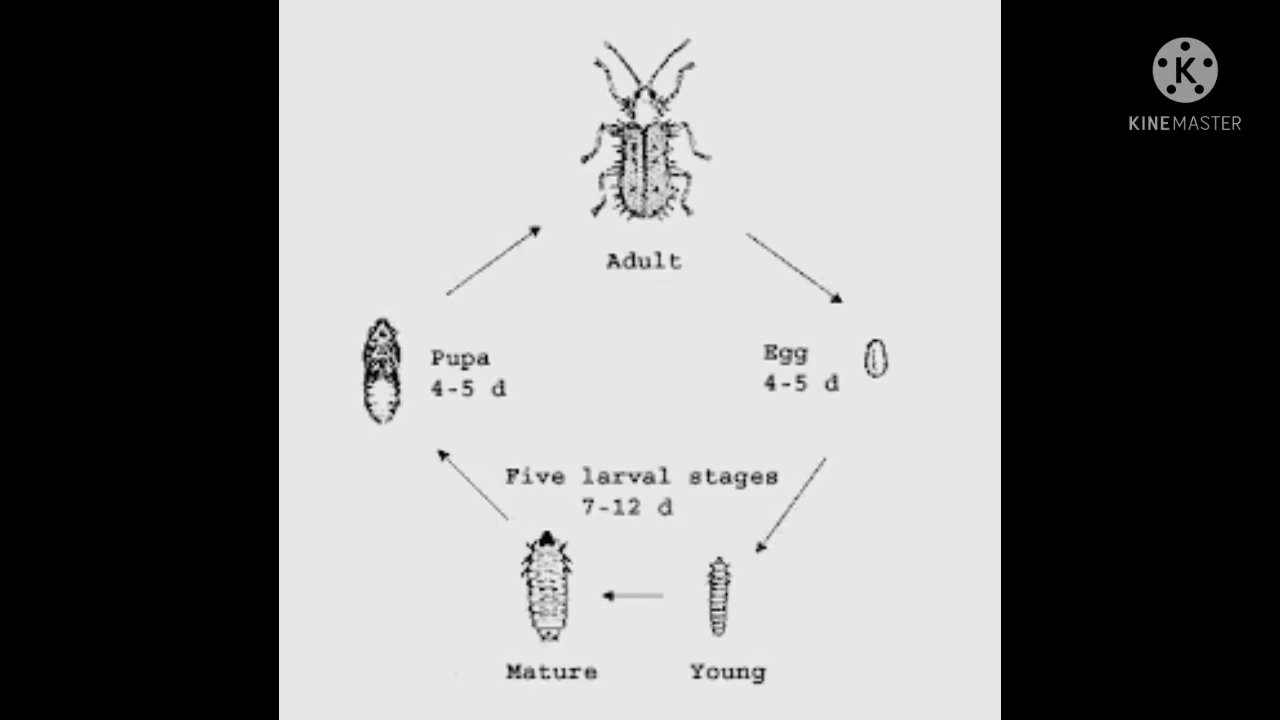 K
KINEMASTER
Adult
Pupa
4-5 d
Egg
4-5 d
Five larval stages
7-12 d
Mature
Young